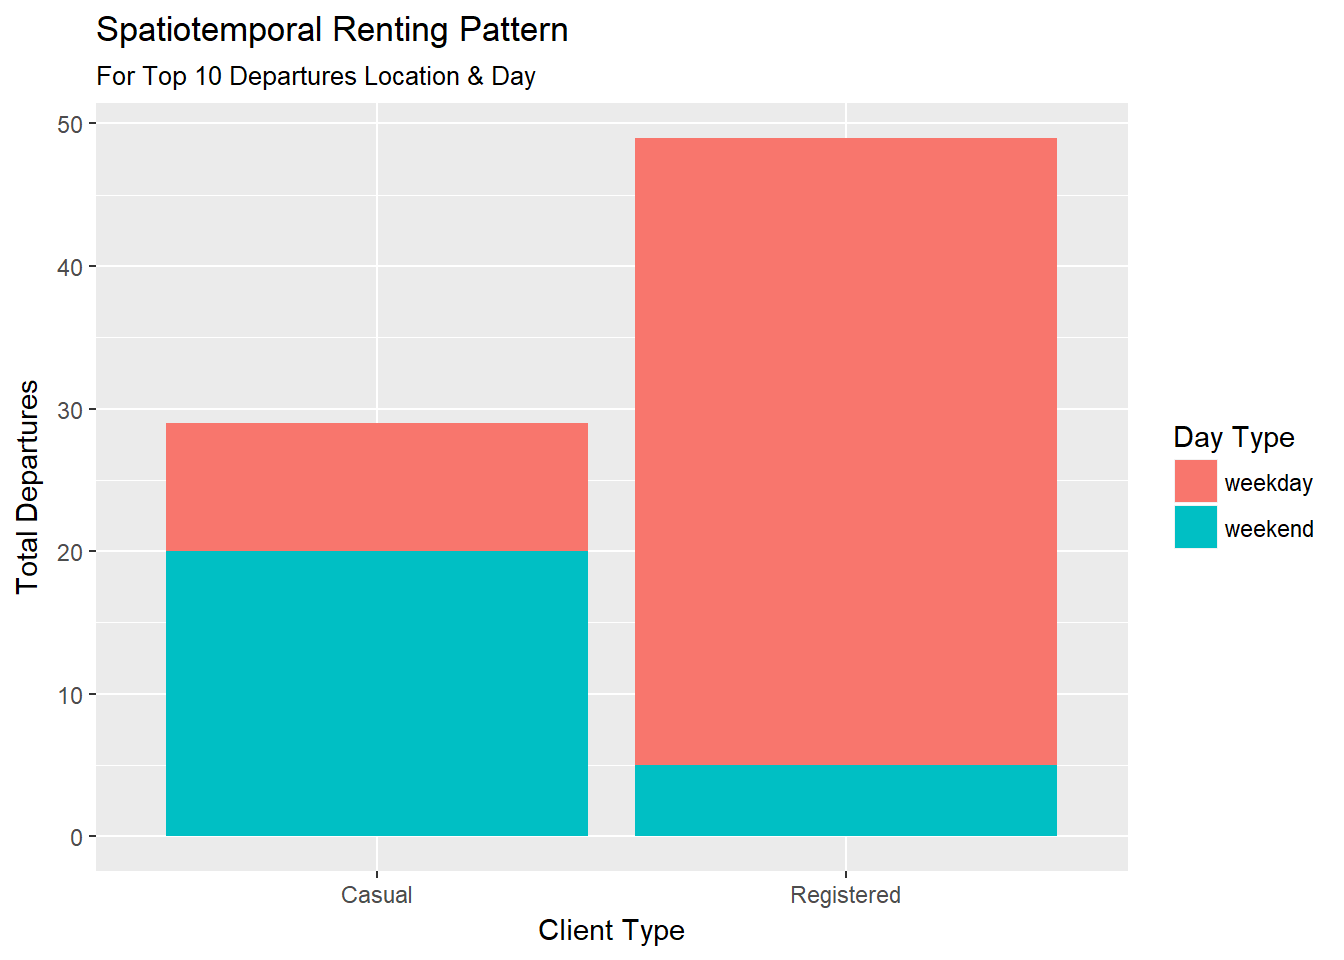 Spatiotemporal Renting Pattern
For Top 10 Departures Location & Day
Total Departures
50
40
30
20
10
0
Casual
Registered
Client Type
Day Type
weekday
weekend